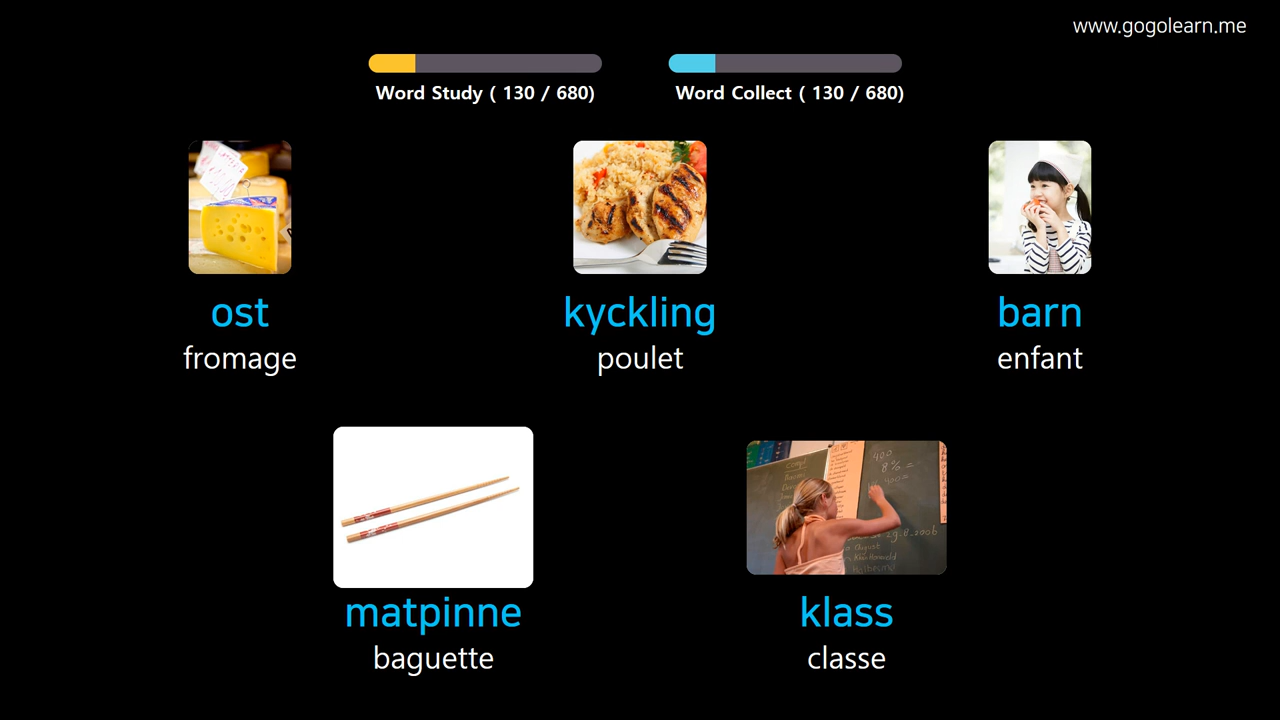 www.gogolearn.me
Word Study ( 130 / 680)
Word Collect ( 130 / 680)
ost
fromage
kyckling
poulet
barn
enfant
matpinne
baguette
klass
classe